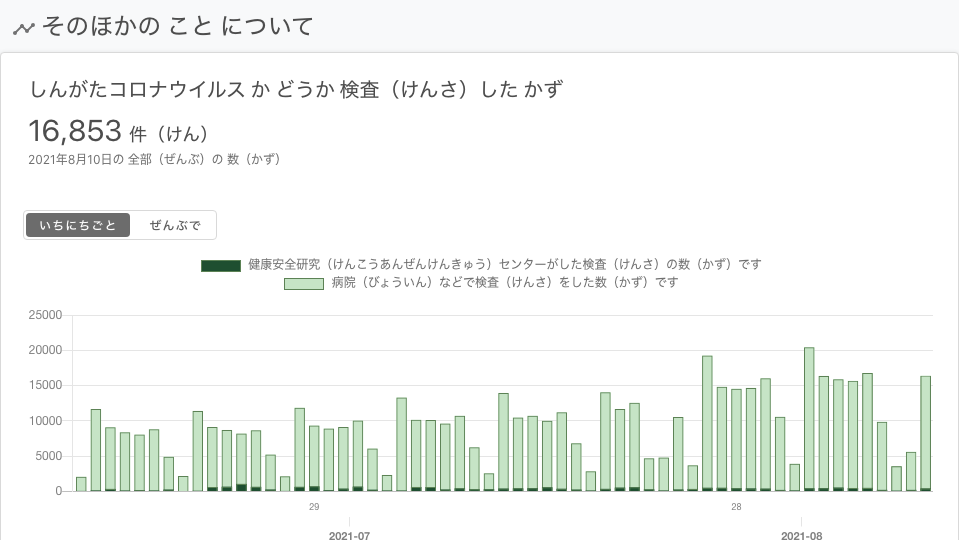 そのほかの こと について
しんがたコロナウイルス か どうか 検査（けんさ）した かず
16,853 件（けん）
2021年8月10日の 全部（ぜんぶ）の 数（かず）
いちにちごと ぜんぶで
健康安全研究（けんこうあんぜんけんきゅう）センターがした検査（けんさ）の数（かず）です
病院（びょういん）などで検査（けんさ）をした数（かず）です
25000
20000
15000
10000
5000
0
29 28
2021-07 2021-08